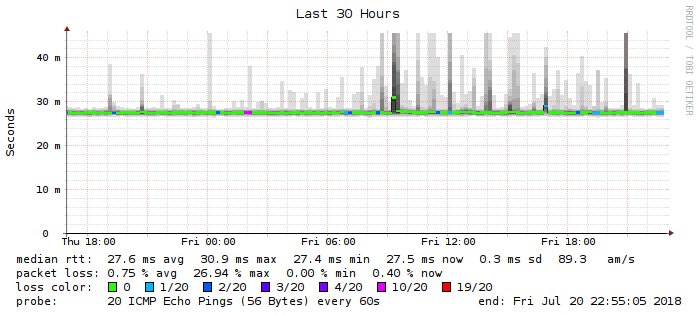 Last 30 Hours
RRDTOOL / TOBI OETIKER
Seconds
40 m
30 m
20 m
10 m
0
Thu 18:00 Fri 00:00 Fri 06:00 Fri 12:00 Fri 18:00
median rtt: 27.6 ms avg 30.9 ms max 27.4 ms min 27.5 ms now 0.3 ms sd 89.3 am/s
packet loss: 0.75 % avg 26.94 % max 0.00 % min 0.40 % now
loss color: 0 1/20 2/20 3/20 4/20 10/20 19/20
probe: 20 ICMP Echo Pings (56 Bytes) every 60s end: Fri Jul 20 22:55:05 2018